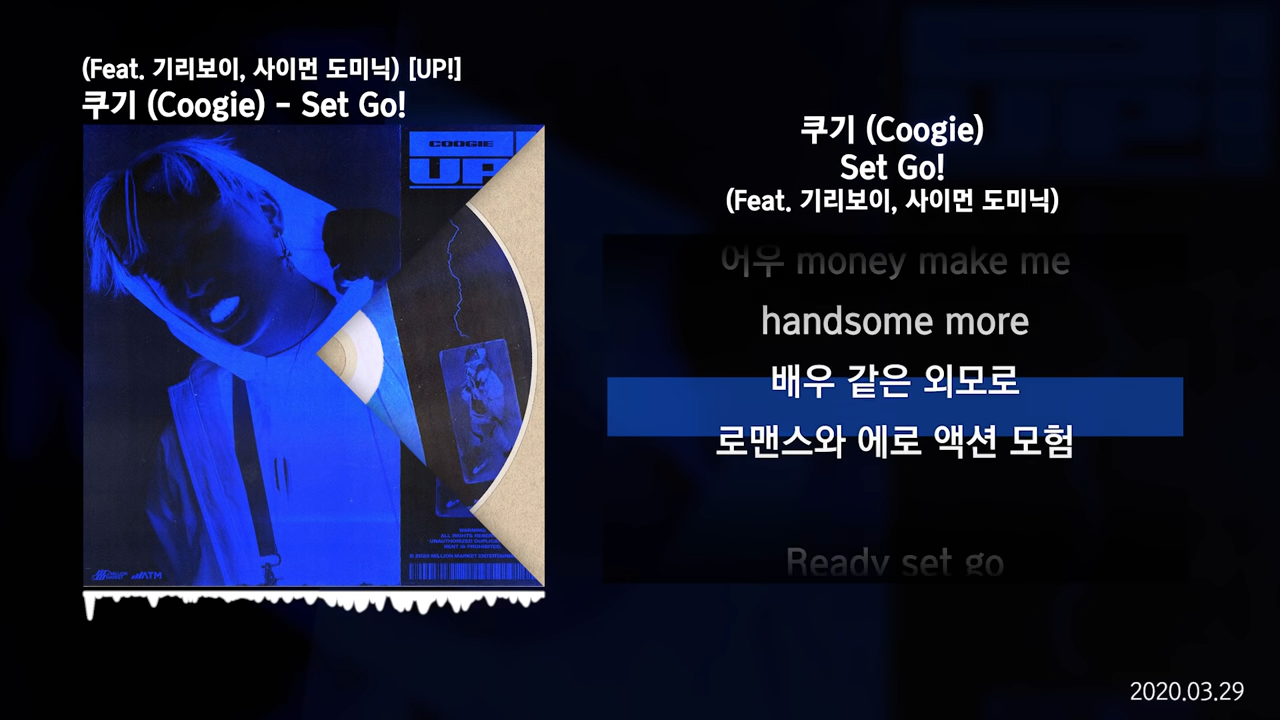 (Feat. 기리보이, 사이먼 도미닉) [UP!]
쿠기 (Coogie) - Set Go!
COOGIE
UP
ATM
쿠기 (Coogie)
Set Go!
(Feat. 기리보이, 사이먼 도미닉)
어우 money make me
handsome more
배우 같은 외모로
로맨스와 에로 액션 모험
Ready set go
2020.03.29